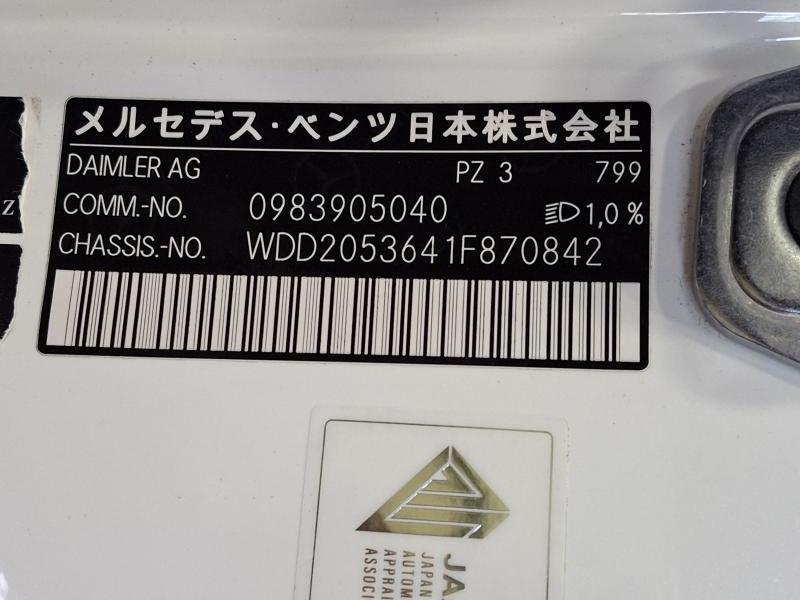 メルセデス・ベンツ日本株式会社
DAIMLER AG PZ 3 799
COMM.-NO. 0983905040 1,0 %
CHASSIS.-NO. WDD2053641F870842
z
JA
JAPAN
AUTOM
APPRAI
ASSOCI